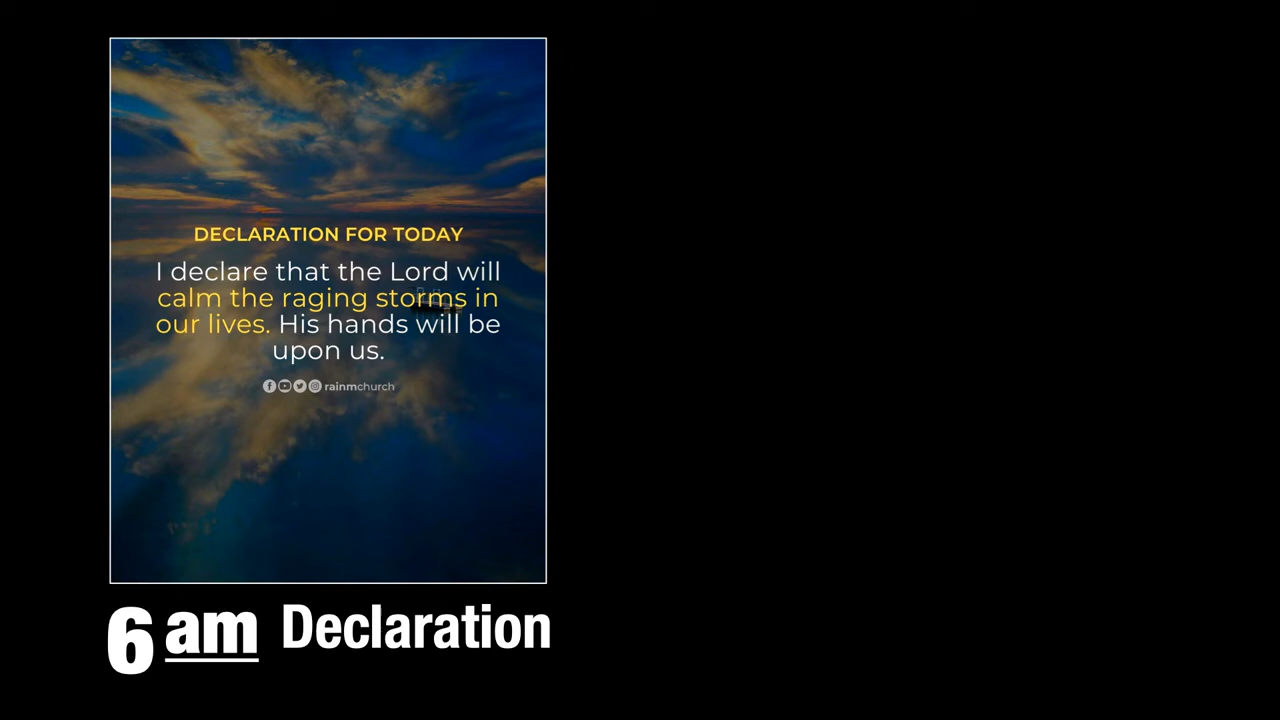 DECLARATION FOR TODAY
I declare that the Lord will
calm the raging storms in
our lives. His hands will be
upon us.
rainmchurch
6 am Declaration